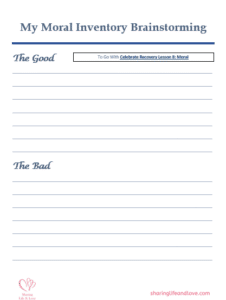 My Moral Inventory Brainstorming
The Good
To Go With Celebrate Recovery Lesson 8: Moral
The Bad
sharinglifeandlove.com